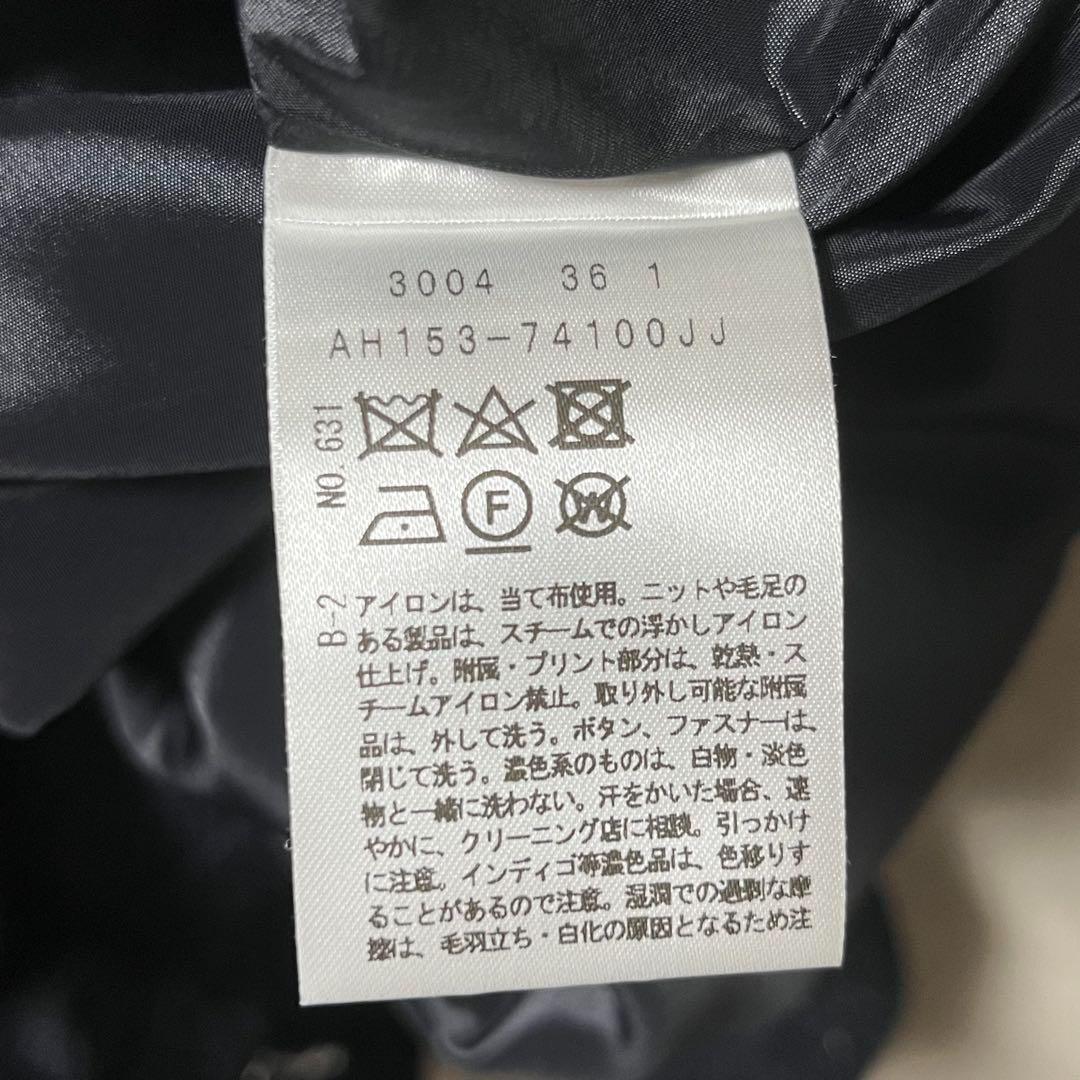 3004 36 1
AH153-74100JJ
NO. 631
F
W
B-2
アイロンは、当て布使用。ニットや毛足の
ある製品は、スチームでの浮かしアイロン
仕上げ。附属・プリント部分は、乾熱・ス
チームアイロン禁止。取り外し可能な附属
品は、外して洗う。ボタン、ファスナーは、
閉じて洗う。濃色系のものは、白物・淡色
物と一緒に洗わない。汗をかいた場合、速
やかに、クリーニング店に相談。引っかけ
に注意。インディゴ等濃色品は、色移りす
ることがあるので注意。湿潤での過剰な摩
擦は、毛羽立ち・白化の原因となるため注